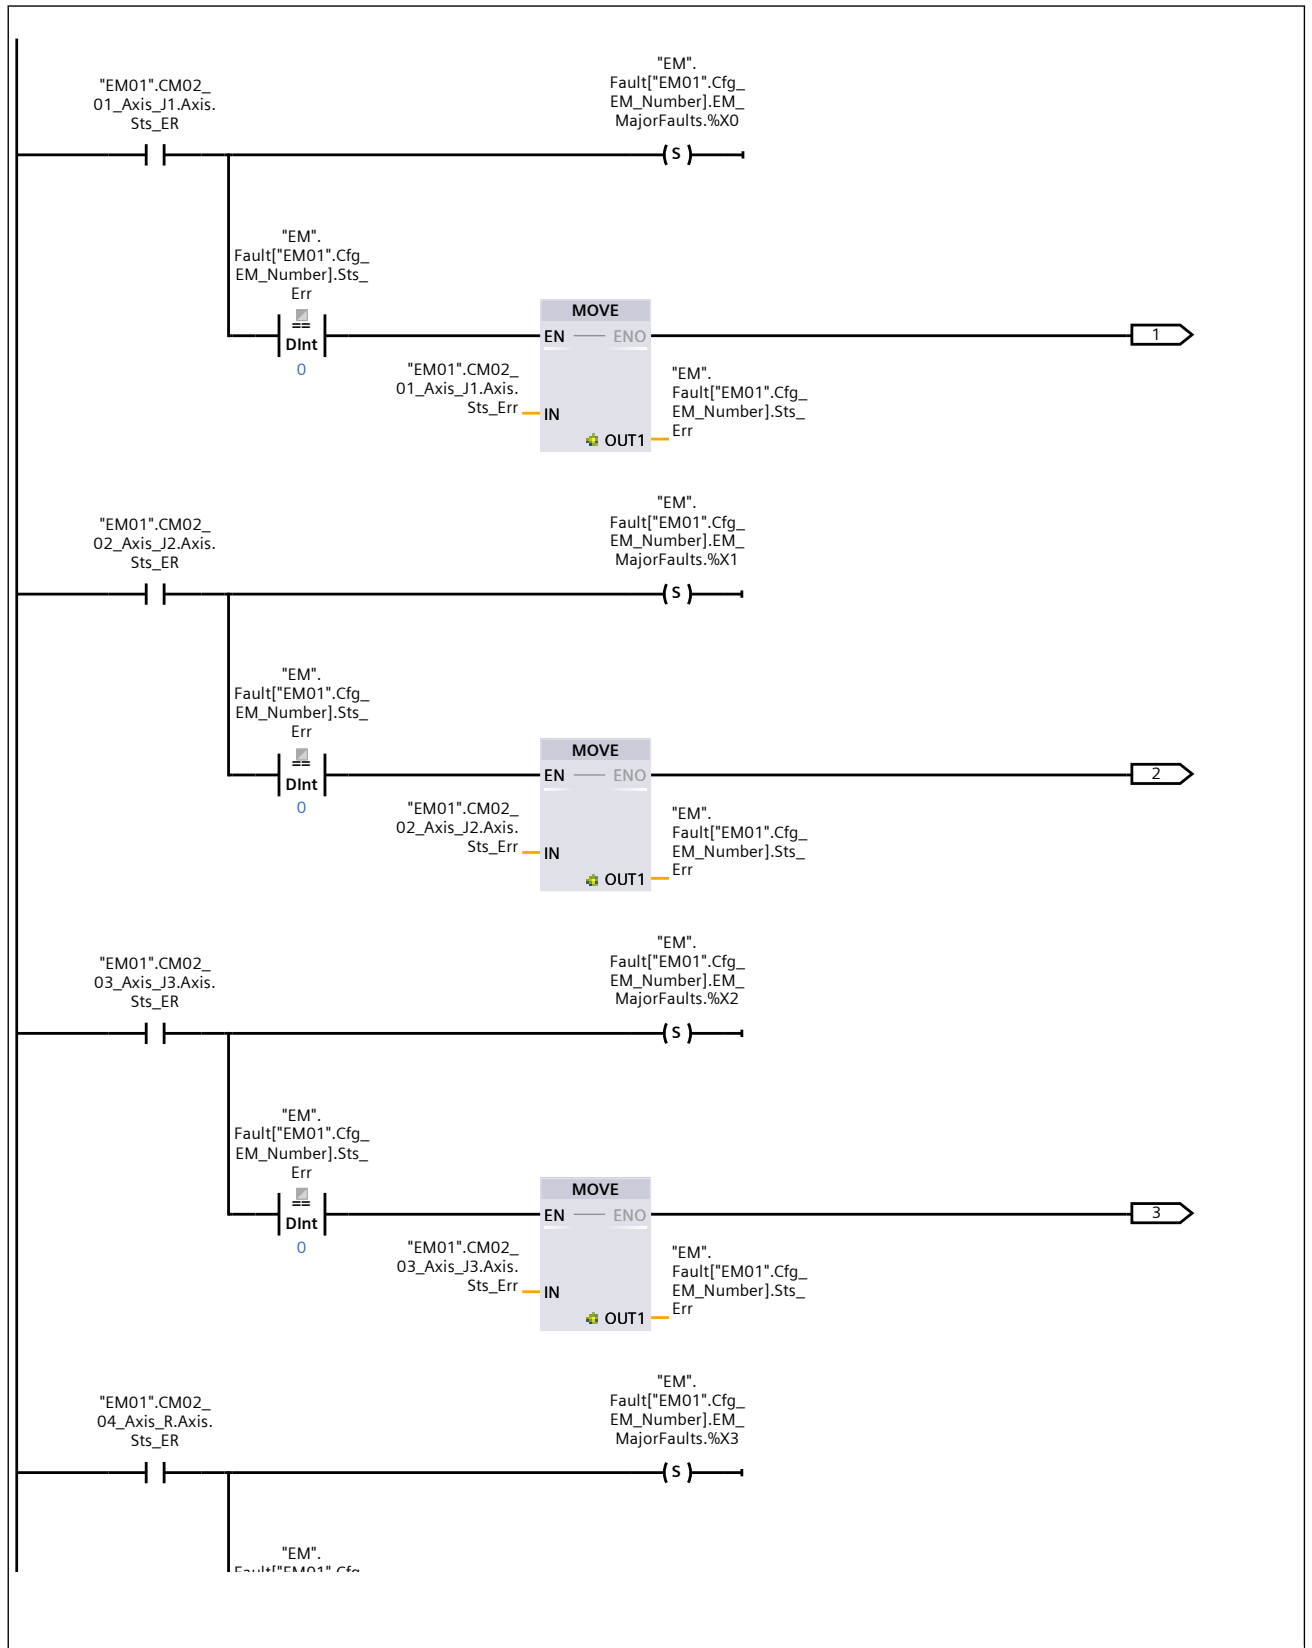 "EM".
"EM01".CM02_
Fault["EM01".Cfg_
01_Axis_J1.Axis.
EM_Number].EM_
Sts_ER
MajorFaults.%X0
S
"EM".
Fault["EM01".Cfg_
EM_Number].Sts_
Err
==
DInt
0
MOVE
EN
ENO
1
"EM01".CM02_
01_Axis_J1.Axis.
Sts_Err
IN
OUT1
"EM".
Fault["EM01".Cfg_
EM_Number].Sts_
Err
"EM".
Fault["EM01".Cfg_
EM_Number].EM_
MajorFaults.%X1
"EM01".CM02_
02_Axis_J2.Axis.
Sts_ER
S
"EM".
Fault["EM01".Cfg_
EM_Number].Sts_
Err
==
DInt
0
MOVE
EN
ENO
2
"EM01".CM02_
02_Axis_J2.Axis.
Sts_Err
IN
OUT1
"EM".
Fault["EM01".Cfg_
EM_Number].Sts_
Err
"EM".
Fault["EM01".Cfg_
EM_Number].EM_
MajorFaults.%X2
"EM01".CM02_
03_Axis_J3.Axis.
Sts_ER
S
"EM".
Fault["EM01".Cfg_
EM_Number].Sts_
Err
==
DInt
0
MOVE
EN
ENO
3
"EM01".CM02_
03_Axis_J3.Axis.
Sts_Err
IN
OUT1
"EM".
Fault["EM01".Cfg_
EM_Number].Sts_
Err
"EM".
Fault["EM01".Cfg_
EM_Number].EM_
MajorFaults.%X3
"EM01".CM02_
04_Axis_R.Axis.
Sts_ER
S
"EM".
Fault["EM01".Cfg_